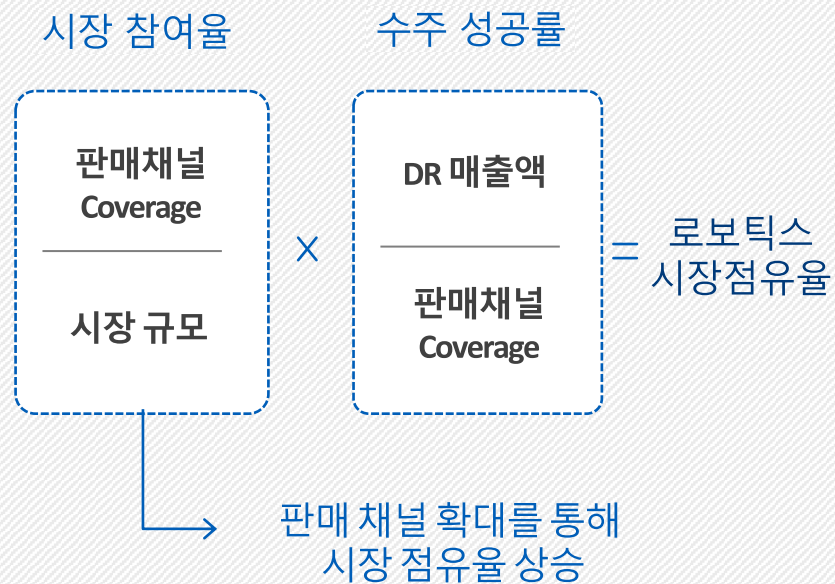 시장 참여율
수주 성공률
판매채널
Coverage
시장 규모
×
DR 매출액
판매채널
Coverage
=
로보틱스
시장점유율
판매 채널 확대를 통해
시장 점유율 상승